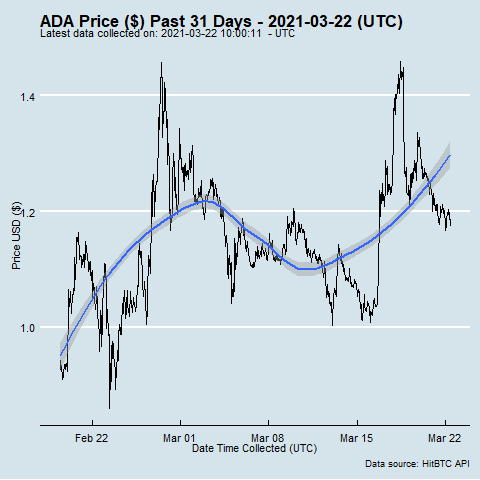 ADA Price ($) Past 31 Days - 2021-03-22 (UTC)
Latest data collected on: 2021-03-22 10:00:11  - UTC
Price USD ($)
1.4
1.2
1.0
Feb 22 Mar 01 Mar 08 Mar 15 Mar 22
Date Time Collected (UTC)
Data source: HitBTC API